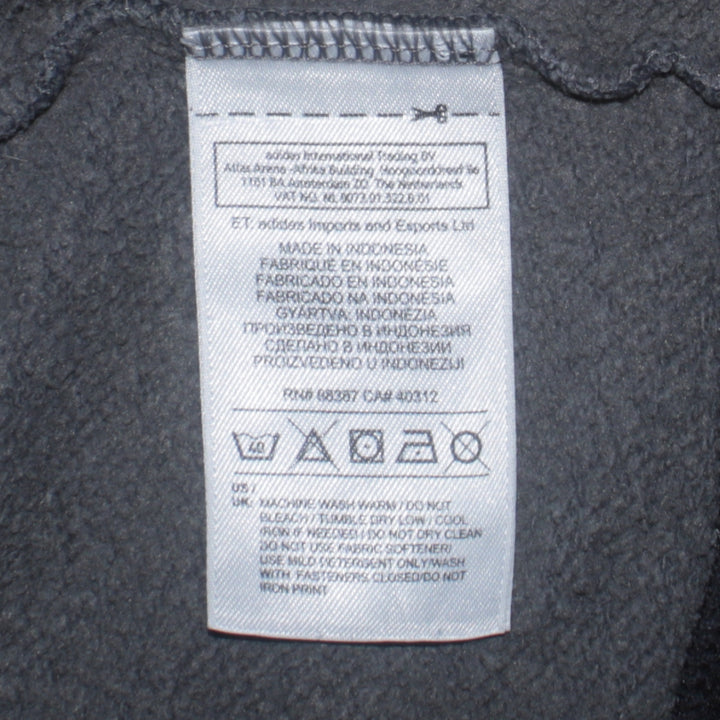 adidas International Trading BV
Atlas Arena -Afrika Building, Hoogoorddreef 9a
1101 BA Amsterdam ZO The Netherlands
VAT NO. NL 8073.01.322.B.01
ET. adidas Imports and Exports Ltd
MADE IN INDONESIA
FABRIQUÉ EN INDONÉSIE
FABRICADO EN INDONESIA
FABRICADO NA INDONESIA
GYÁRTVA: INDONÉZIA
ПРОИЗВЕДЕНО В ИНДОНЕЗИЯ
СДЕЛАНО В ИНДОНЕЗИИ
PROIZVEDENO U INDONEZIJI
RN# 88387 CA# 40312
40
US /
UK: MACHINE WASH WARM / DO NOT
BLEACH / TUMBLE DRY LOW / COOL
IRON IF NEEDED / DO NOT DRY CLEAN
DO NOT USE FABRIC SOFTENER/
USE MILD DETERGENT ONLY/WASH
WITH FASTENERS CLOSED/DO NOT
IRON PRINT